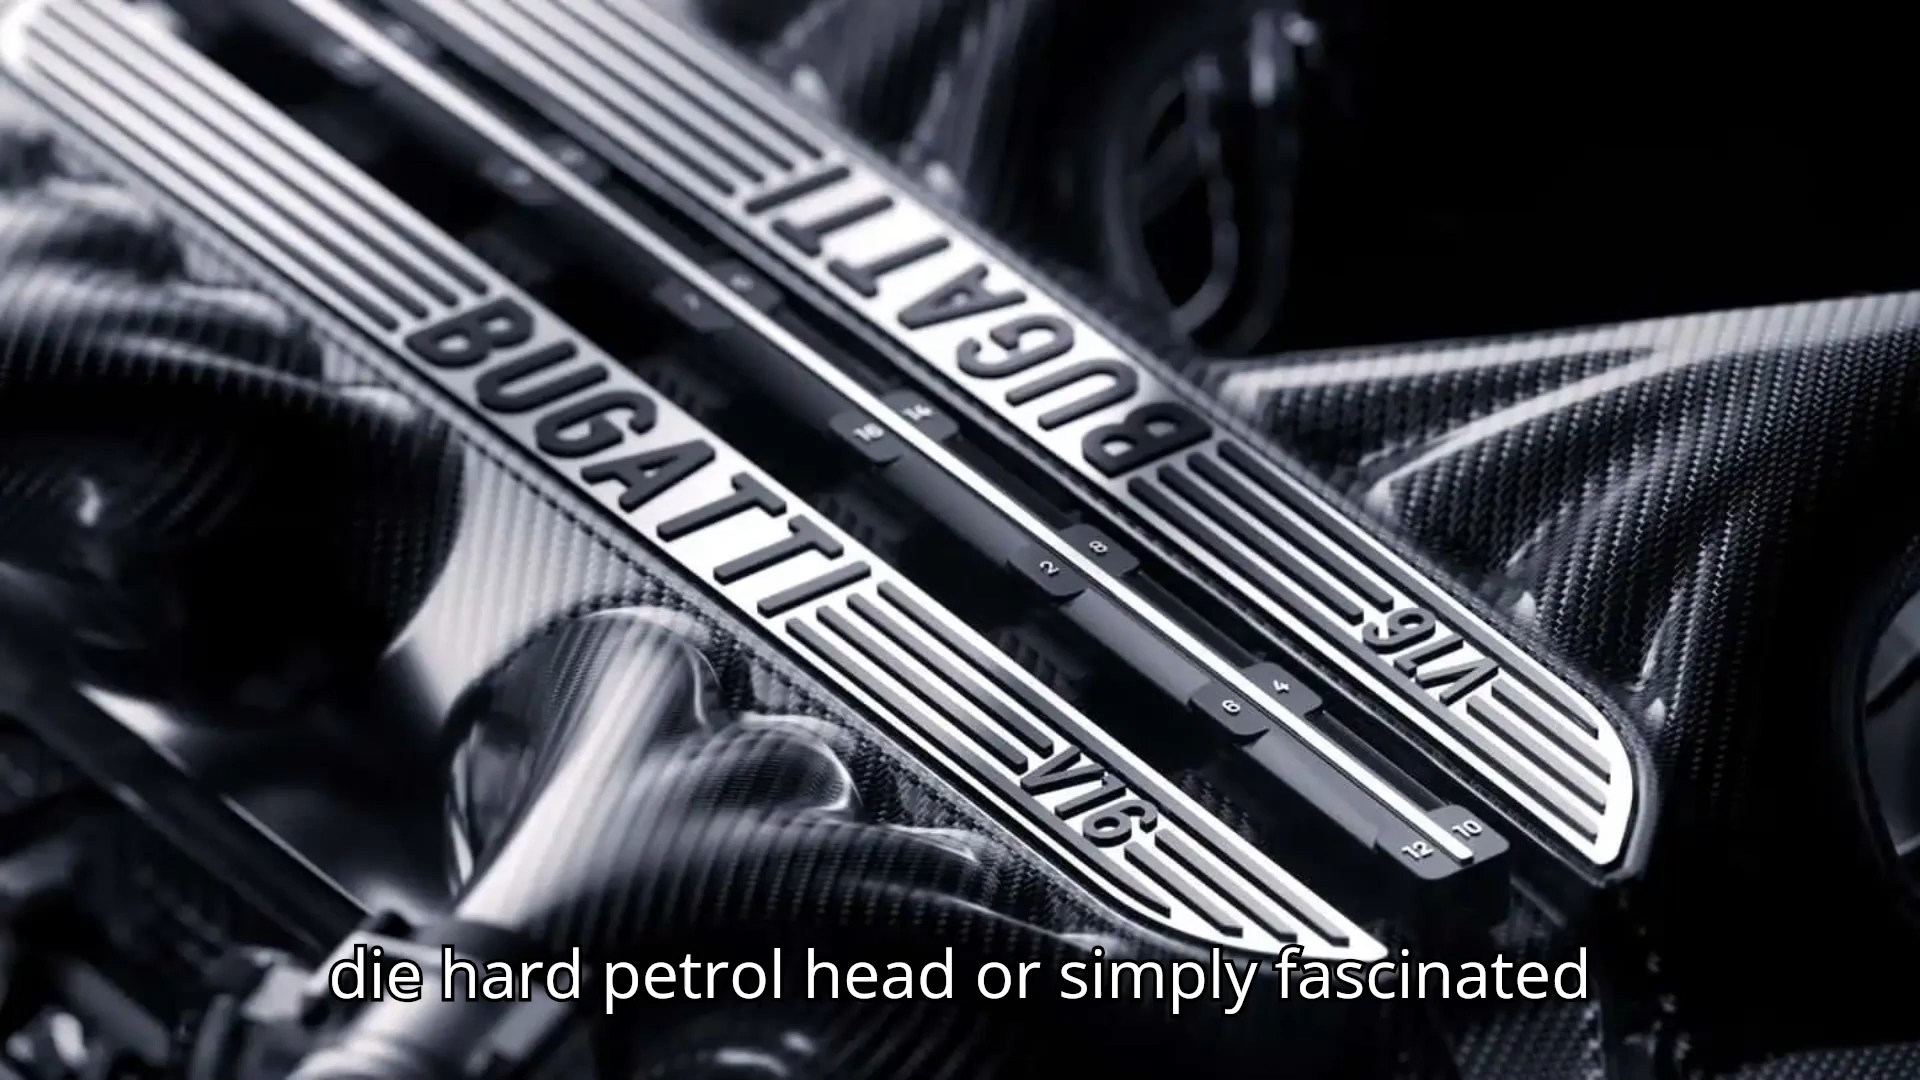 BUGATTI
V16
BUGATTI
V16
16
14
2
8
6
4
12
10
die hard petrol head or simply fascinated